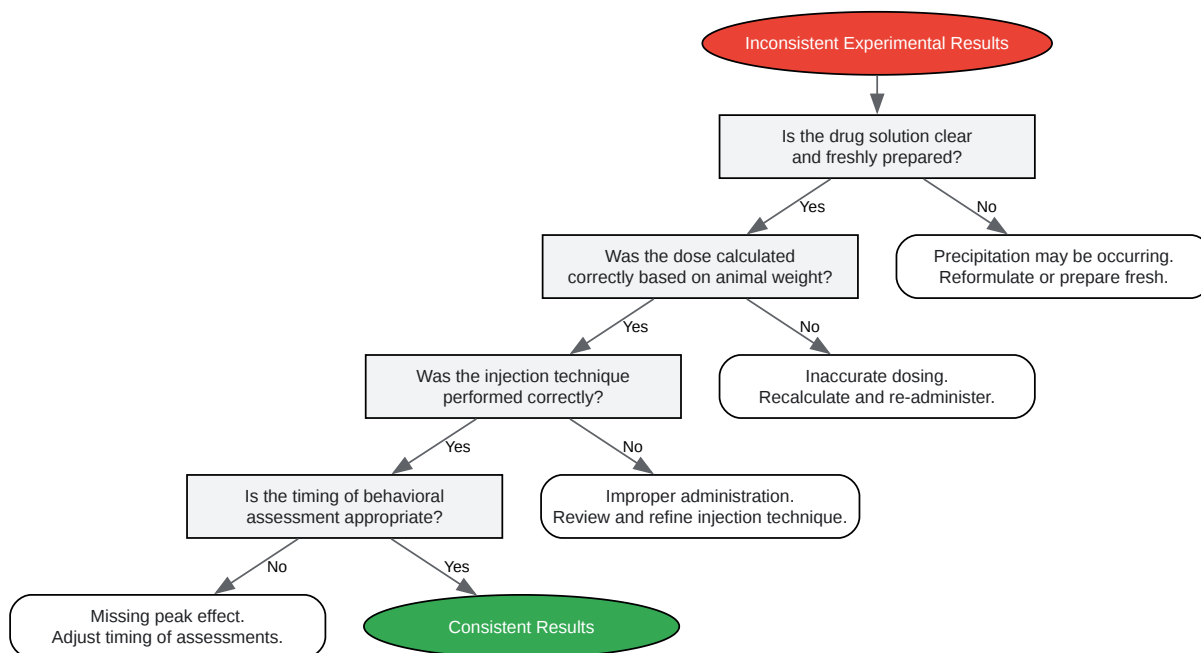 Inconsistent Experimental Results
Is the drug solution clear
and freshly prepared?
Yes
No
Was the dose calculated
correctly based on animal weight?
Precipitation may be occurring.
Reformulate or prepare fresh.
Yes
No
Was the injection technique
performed correctly?
Inaccurate dosing.
Recalculate and re-administer.
Yes
No
Is the timing of behavioral
assessment appropriate?
Improper administration.
Review and refine injection technique.
No
Yes
Missing peak effect.
Adjust timing of assessments.
Consistent Results